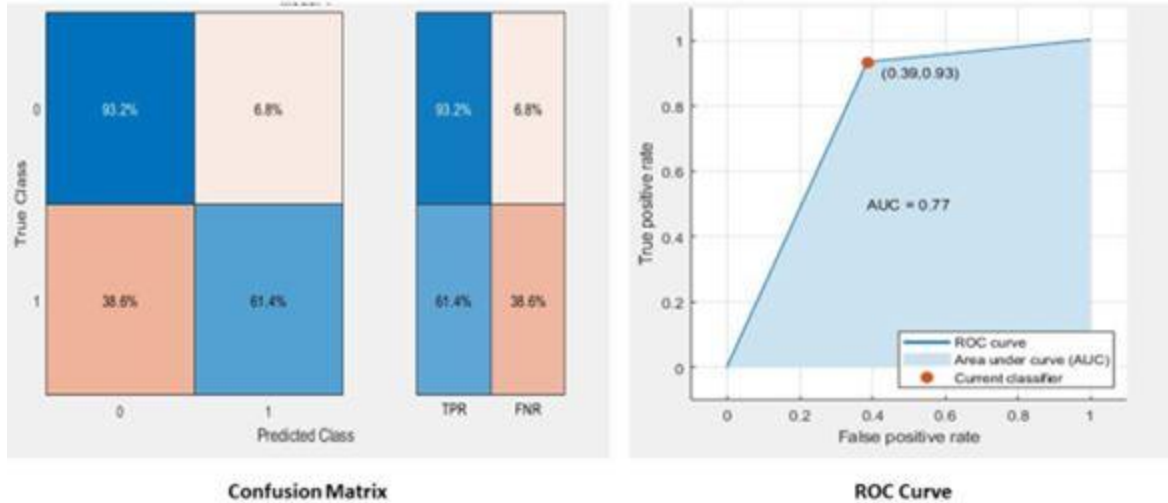 0
93.2%
6.8%
93.2%
6.8%
True Class
1
38.6%
61.4%
61.4%
38.6%
0
1
TPR
FNR
Predicted Class
Confusion Matrix
1
(0.39,0.93)
0.8
True positive rate
0.6
AUC = 0.77
0.4
0.2
ROC curve
Area under curve (AUC)
Current classifier
0
0
0.2
0.4
0.6
0.8
1
False positive rate
ROC Curve